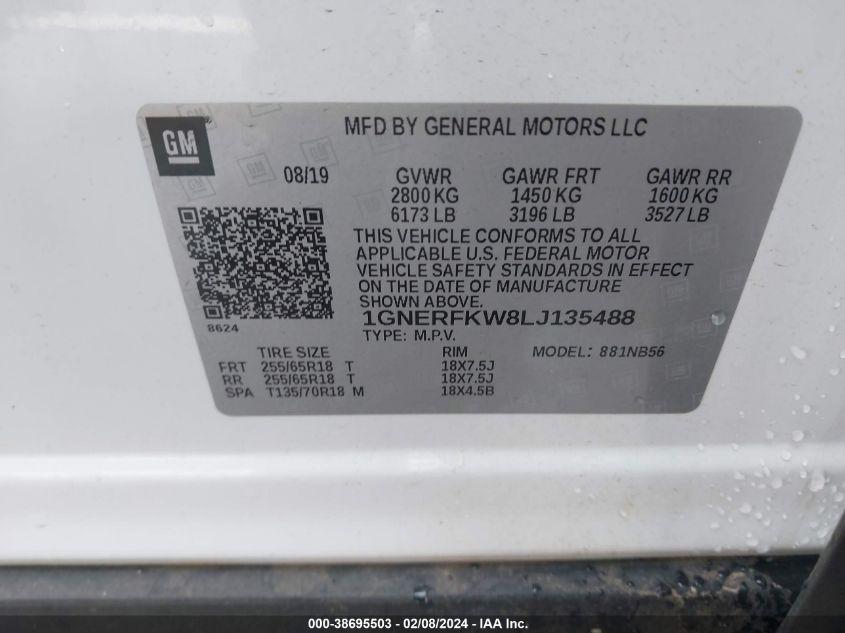 GM
MFD BY GENERAL MOTORS LLC
08/19 GVWR GAWR FRT GAWR RR
2800 KG 1450 KG 1600 KG
6173 LB 3196 LB 3527 LB
THIS VEHICLE CONFORMS TO ALL
APPLICABLE U.S. FEDERAL MOTOR
VEHICLE SAFETY STANDARDS IN EFFECT
ON THE DATE OF MANUFACTURE
SHOWN ABOVE.
1GNERFKW8LJ135488
8624
TYPE: M.P.V.
TIRE SIZE RIM MODEL: 881NB56
FRT 255/65R18 T 18X7.5J
RR 255/65R18 T 18X7.5J
SPA T135/70R18 M 18X4.5B
000-38695503 - 02/08/2024 - IAA Inc.